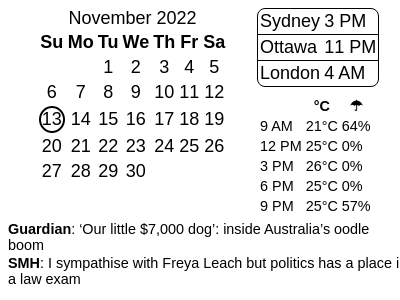 November 2022
Su Mo Tu We Th Fr Sa
1 2 3 4 5
6 7 8 9 10 11 12
13 14 15 16 17 18 19
20 21 22 23 24 25 26
27 28 29 30
Sydney 3 PM
Ottawa 11 PM
London 4 AM
°C ☂
9 AM 21°C 64%
12 PM 25°C 0%
3 PM 26°C 0%
6 PM 25°C 0%
9 PM 25°C 57%
Guardian: ‘Our little $7,000 dog’: inside Australia’s oodle
boom
SMH: I sympathise with Freya Leach but politics has a place i
a law exam